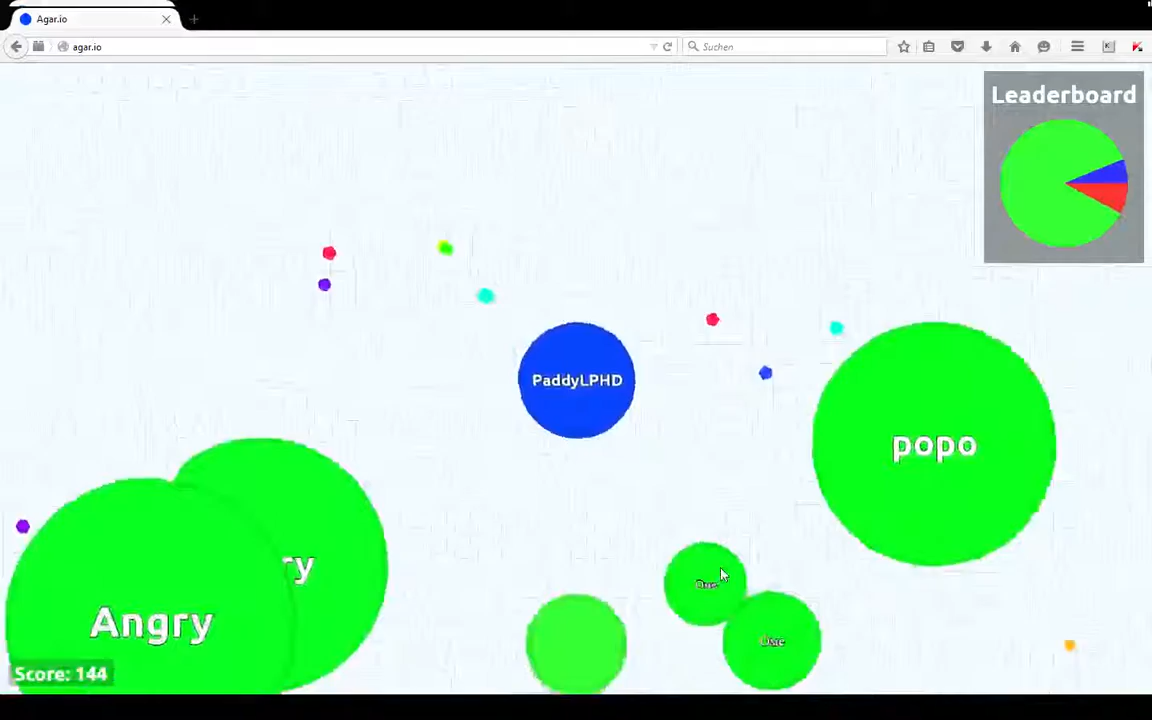 Agar.io
agar.io
Suchen
Leaderboard
PaddyLPHD
popo
ry
Angry
Score: 144